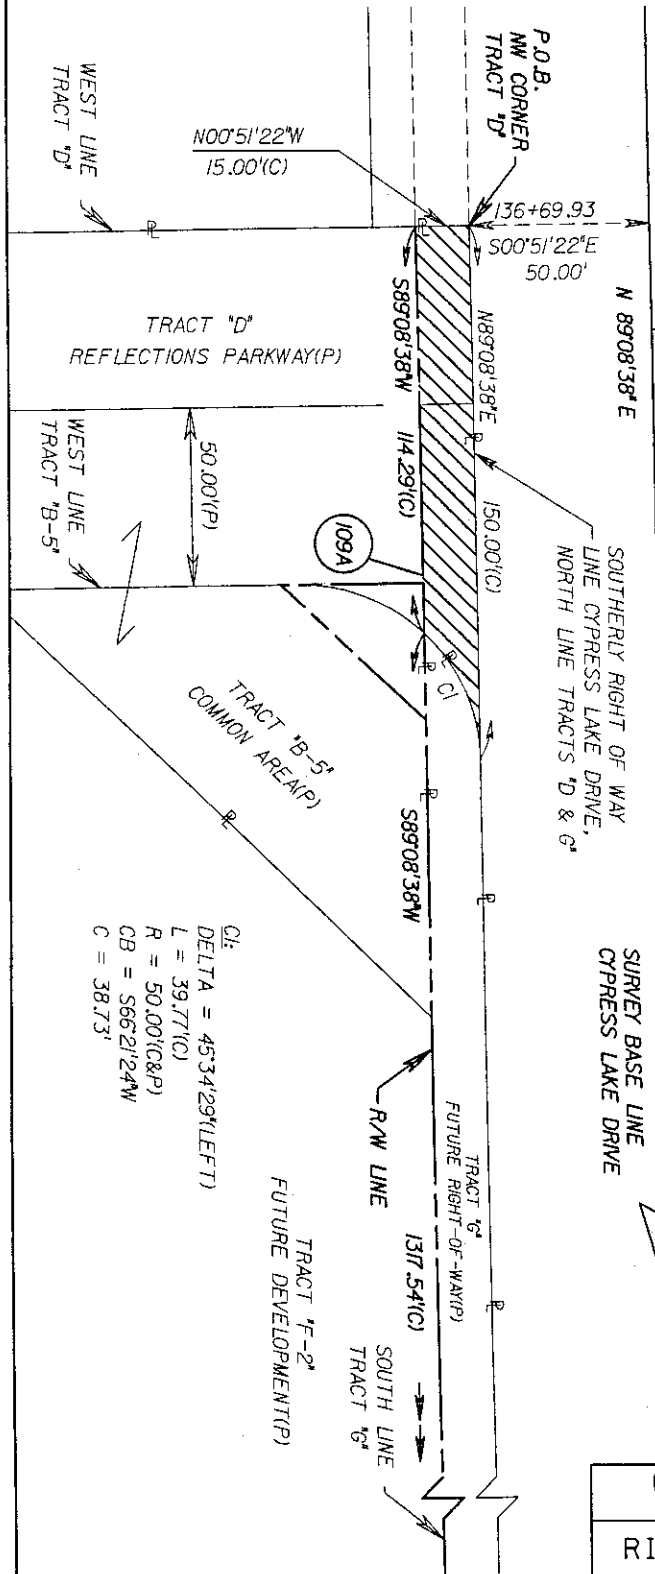 P.O.B.
NW CORNER
TRACT "D"
N00°51'22"W
15.00'(C)
WEST LINE
TRACT "D"
136+69.93
S00°51'22"E
50.00'
N 89°08'38" E
TRACT "D"
REFLECTIONS PARKWAY(P)
S89°08'38"W
114.29'(C)
N89°08'38"E
150.00'(C)
SOUTHERLY RIGHT OF WAY
LINE CYPRESS LAKE DRIVE,
NORTH LINE TRACTS "D & G"
WEST LINE
TRACT "B-5"
50.00'(P)
109A
C1
TRACT "B-5"
COMMON AREA(P)
S89°08'38"W
C1:
DELTA = 45°34'29"(LEFT)
L = 39.77'(C)
R = 50.00'(C&P)
CB = S66°21'24"W
C = 38.73'
SURVEY BASE LINE
CYPRESS LAKE DRIVE
R/W LINE
TRACT "G"
FUTURE RIGHT-OF-WAY(P)
1317.54'(C)
TRACT "F-2"
FUTURE DEVELOPMENT(P)
SOUTH LINE
TRACT "G"
RI